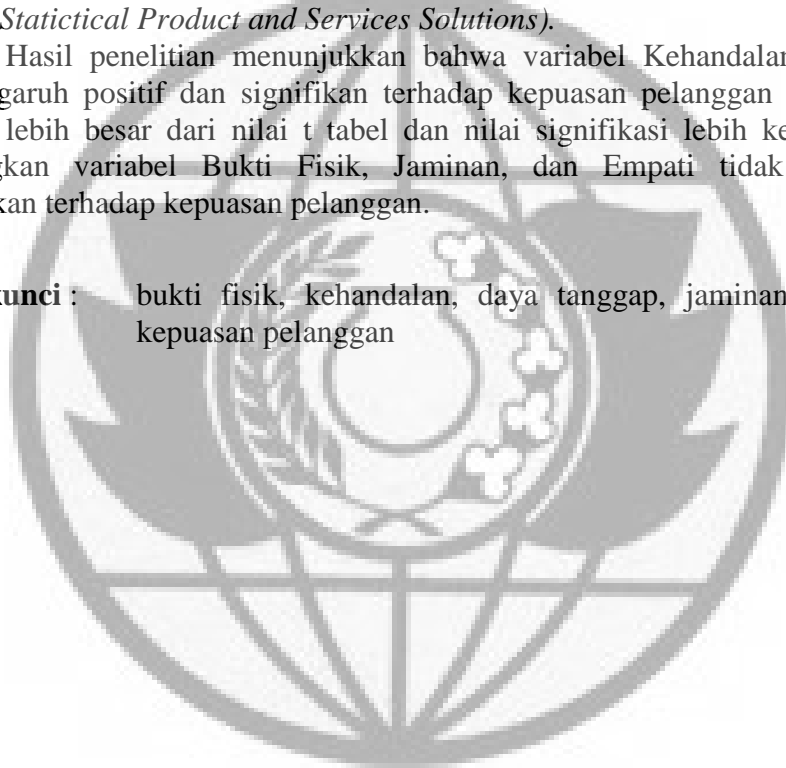 Statictical Product and Services Solutions).
Hasil penelitian menunjukkan bahwa variabel Kehandalan
garuh positif dan signifikan terhadap kepuasan pelanggan
lebih besar dari nilai t tabel dan nilai signifikasi lebih ke
gkan variabel Bukti Fisik, Jaminan, dan Empati tidak
kan terhadap kepuasan pelanggan.
unci : bukti fisik, kehandalan, daya tanggap, jaminan
kepuasan pelanggan